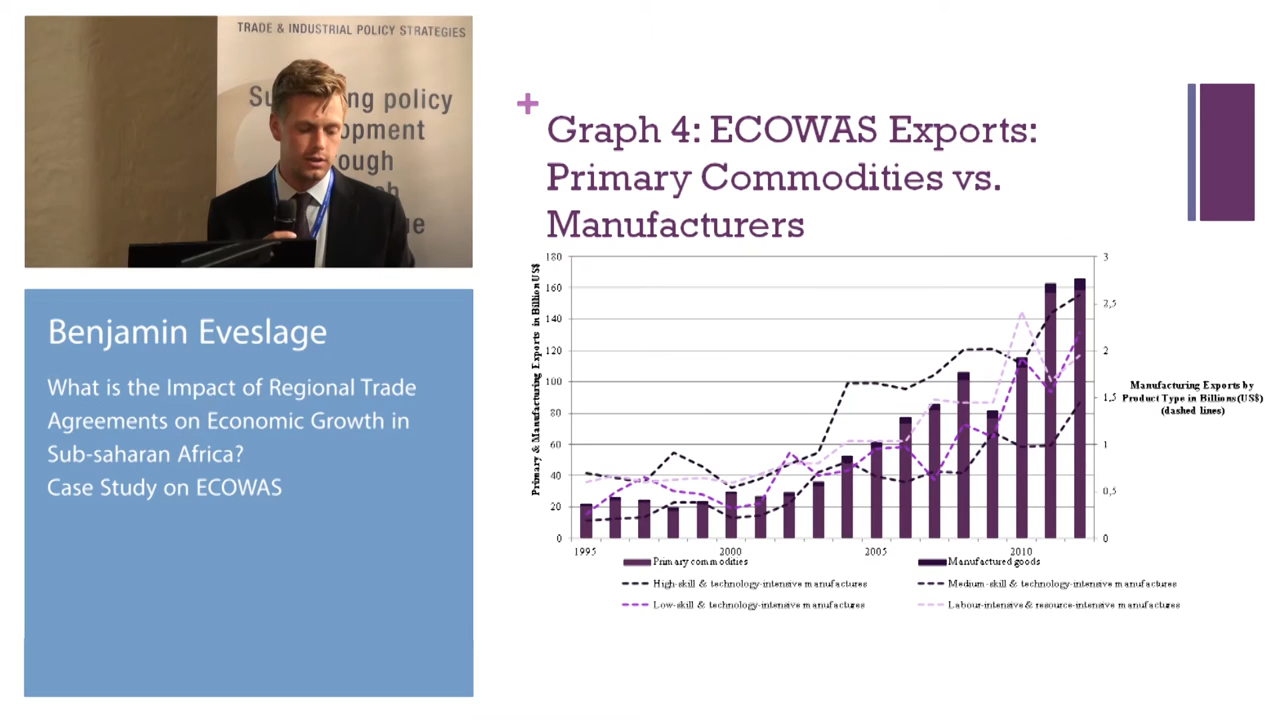 TRADE & INDUSTRIAL POLICY STRATEGIES
ng policy
opment
ough
Benjamin Eveslage
What is the Impact of Regional Trade
Agreements on Economic Growth in
Sub-saharan Africa?
Case Study on ECOWAS
+
Graph 4: ECOWAS Exports:
Primary Commodities vs.
Manufacturers
Primary & Manufacturing Exports in Billion US$
180
160
140
120
100
80
60
40
20
0
3
2,5
2
1,5
1
0,5
0
Manufacturing Exports by
Product Type in Billions (US$)
(dashed lines)
1995 2000 2005 2010
Primary commodities Manufactured goods
High-skill & technology-intensive manufactures Medium-skill & technology-intensive manufactures
Low-skill & technology-intensive manufactures Labour-intensive & resource-intensive manufactures